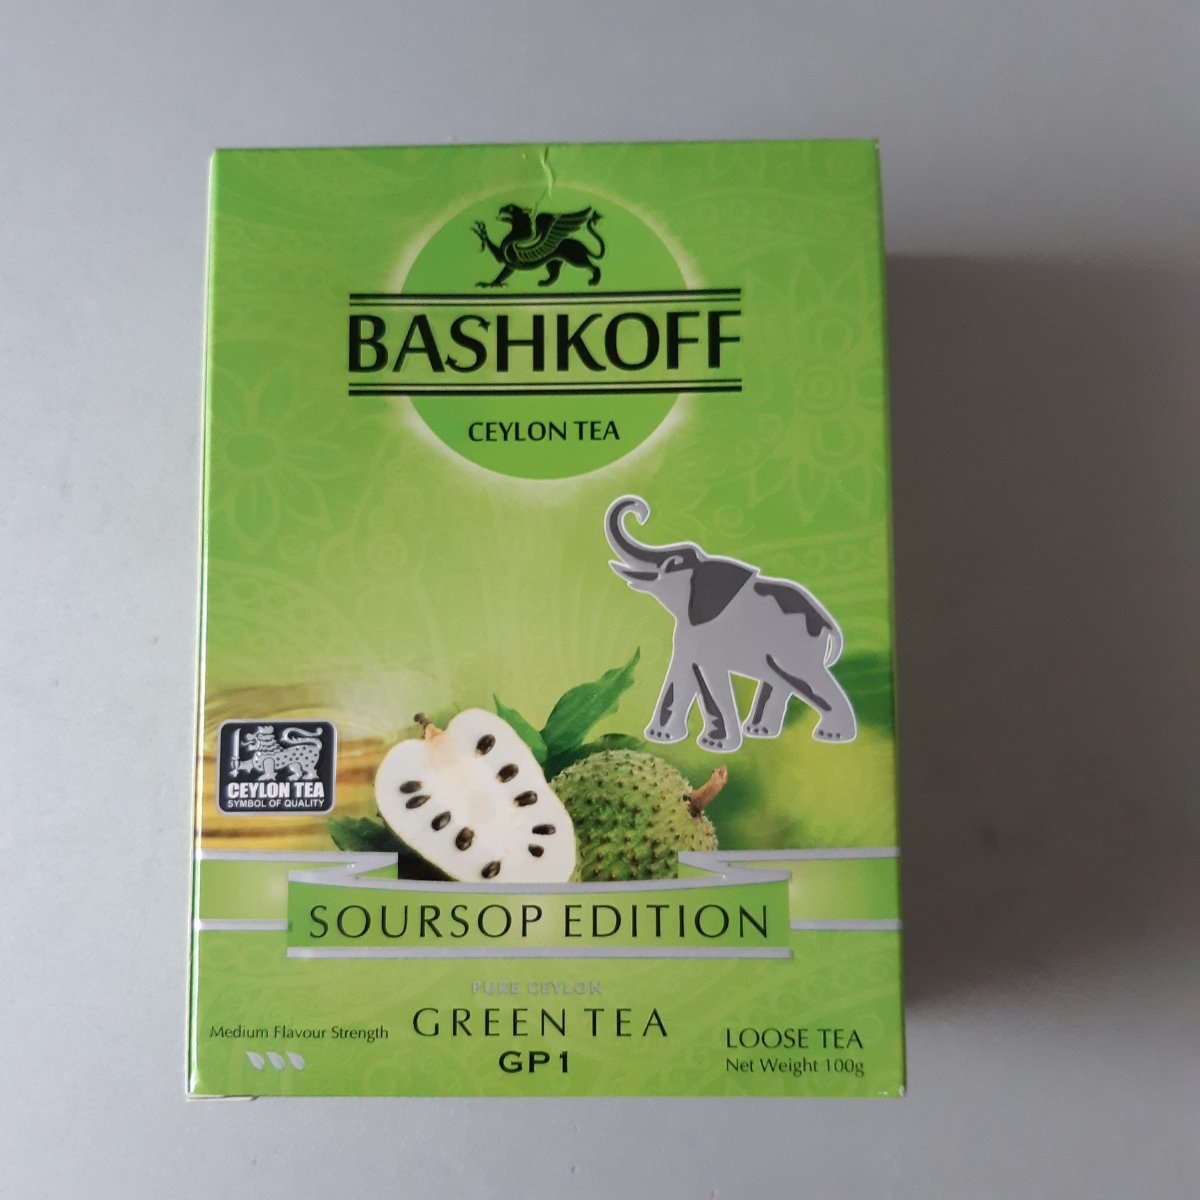 BASHKOFF
CEYLON TEA
CEYLON TEA
SYMBOL OF QUALITY
SOURSOP EDITION
PURE CEYLON
GREEN TEA
GP1
Medium Flavour Strength
LOOSE TEA
Net Weight 100g